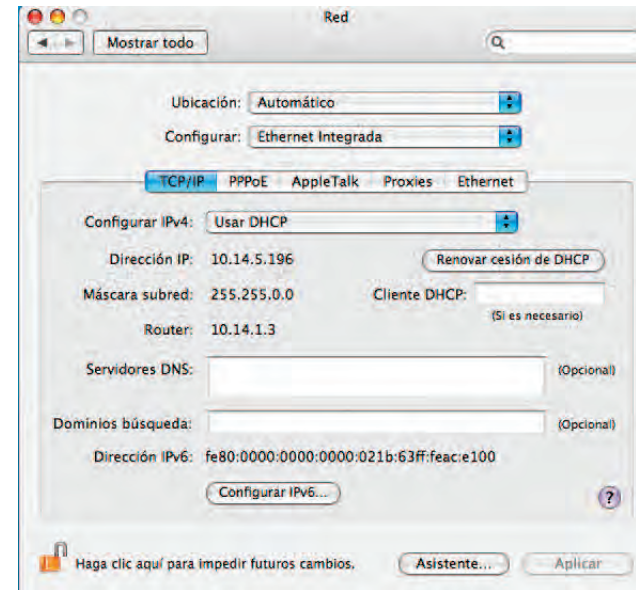 Red
Mostrar todo
Ubicación: Automático
Configurar: Ethernet Integrada
TCP/IP PPPoE AppleTalk Proxies Ethernet
Configurar IPv4: Usar DHCP
Dirección IP: 10.14.5.196 Renovar cesión de DHCP
Máscara subred: 255.255.0.0 Cliente DHCP:
(Si es necesario)
Router: 10.14.1.3
Servidores DNS: (Opcional)
Dominios búsqueda: (Opcional)
Dirección IPv6: fe80:0000:0000:0000:021b:63ff:feac:e100
Configurar IPv6... ?
Haga clic aquí para impedir futuros cambios. Asistente... Aplicar